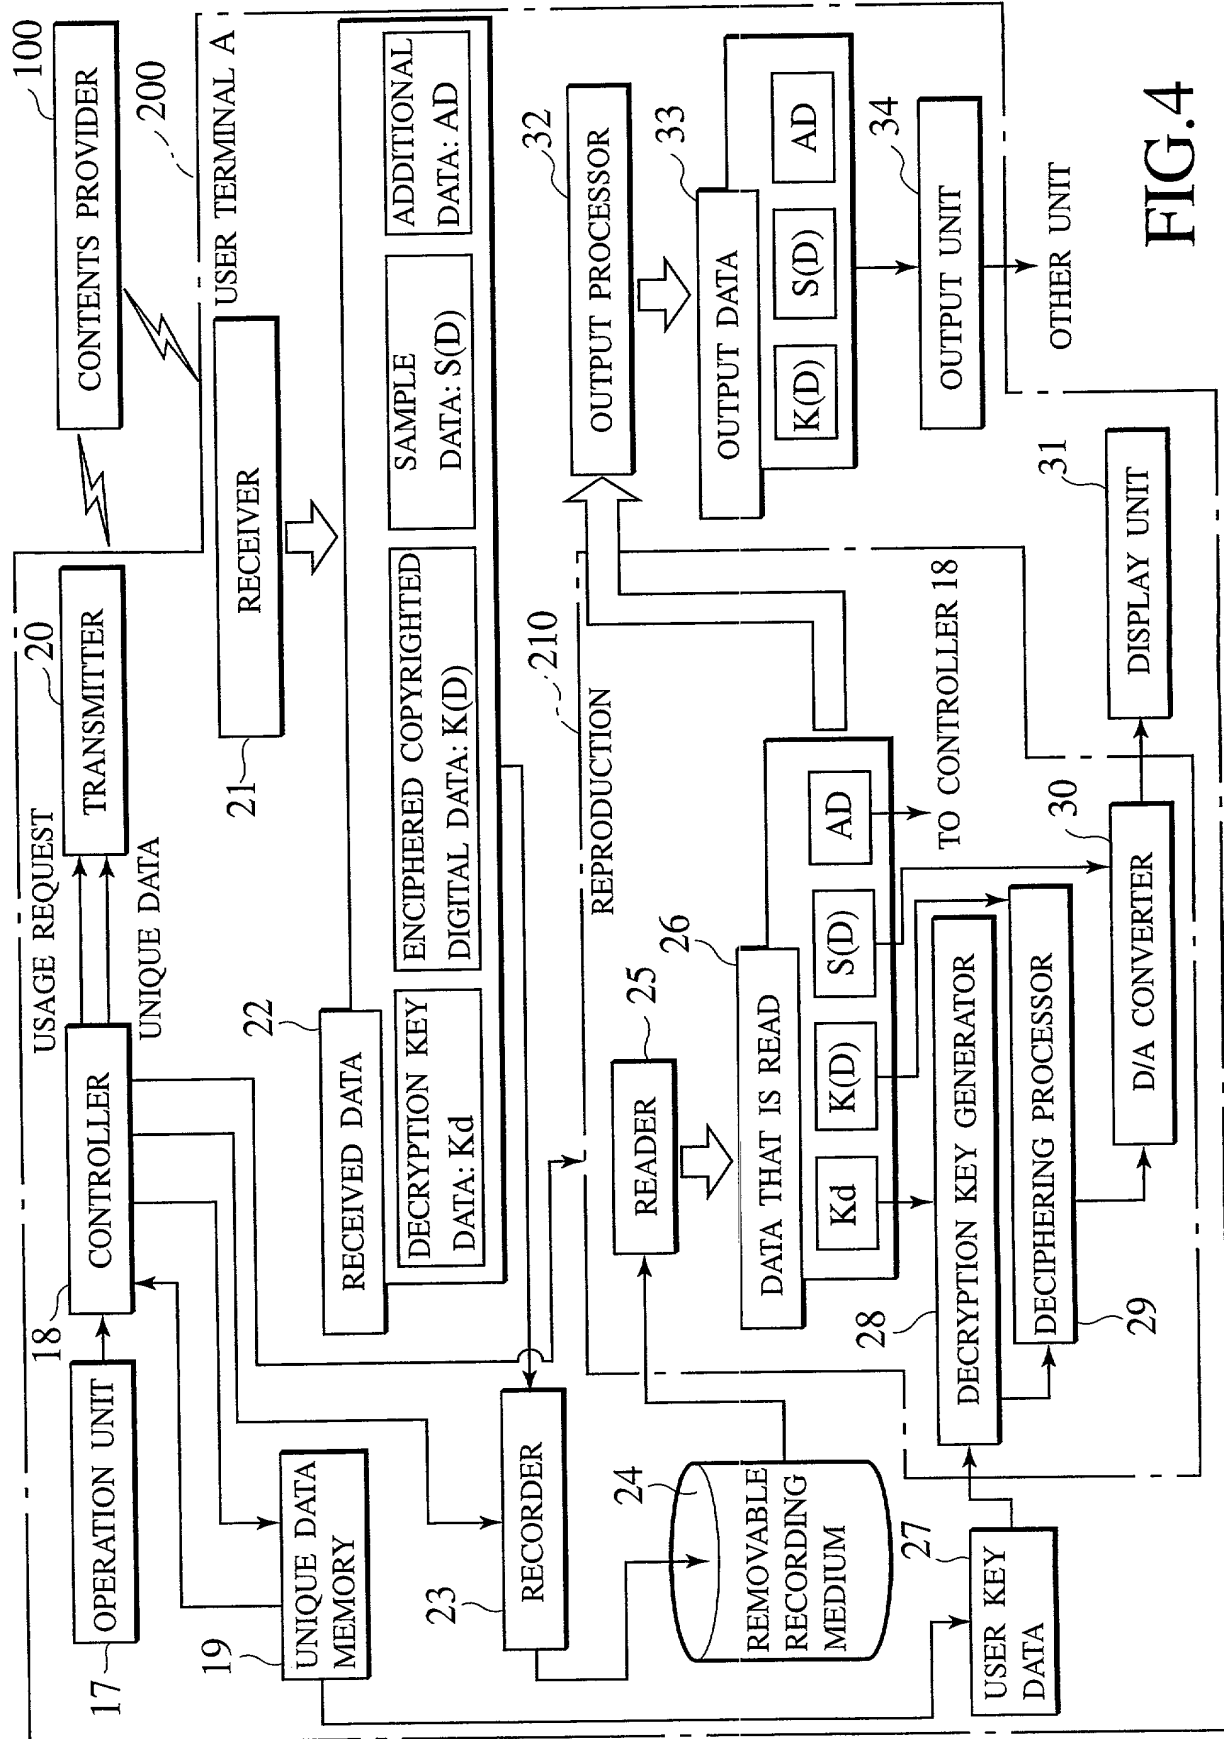 100
CONTENTS PROVIDER
200
USER TERMINAL A
USAGE REQUEST
20
TRANSMITTER
UNIQUE DATA
18
CONTROLLER
OPERATION UNIT
17
21
RECEIVER
22
RECEIVED DATA
DECRYPTION KEY
DATA: Kd
ENCIPHERED COPYRIGHTED
DIGITAL DATA: K(D)
SAMPLE
DATA: S(D)
ADDITIONAL
DATA: AD
19
UNIQUE DATA
MEMORY
23
RECORDER
24
REMOVABLE
RECORDING
MEDIUM
210
REPRODUCTION
25
READER
26
DATA THAT IS READ
Kd
K(D)
S(D)
AD
TO CONTROLLER 18
27
USER KEY
DATA
28
DECRYPTION KEY GENERATOR
29
DECIPHERING PROCESSOR
30
D/A CONVERTER
31
DISPLAY UNIT
32
OUTPUT PROCESSOR
33
OUTPUT DATA
K(D)
S(D)
AD
34
OUTPUT UNIT
OTHER UNIT
FIG.4